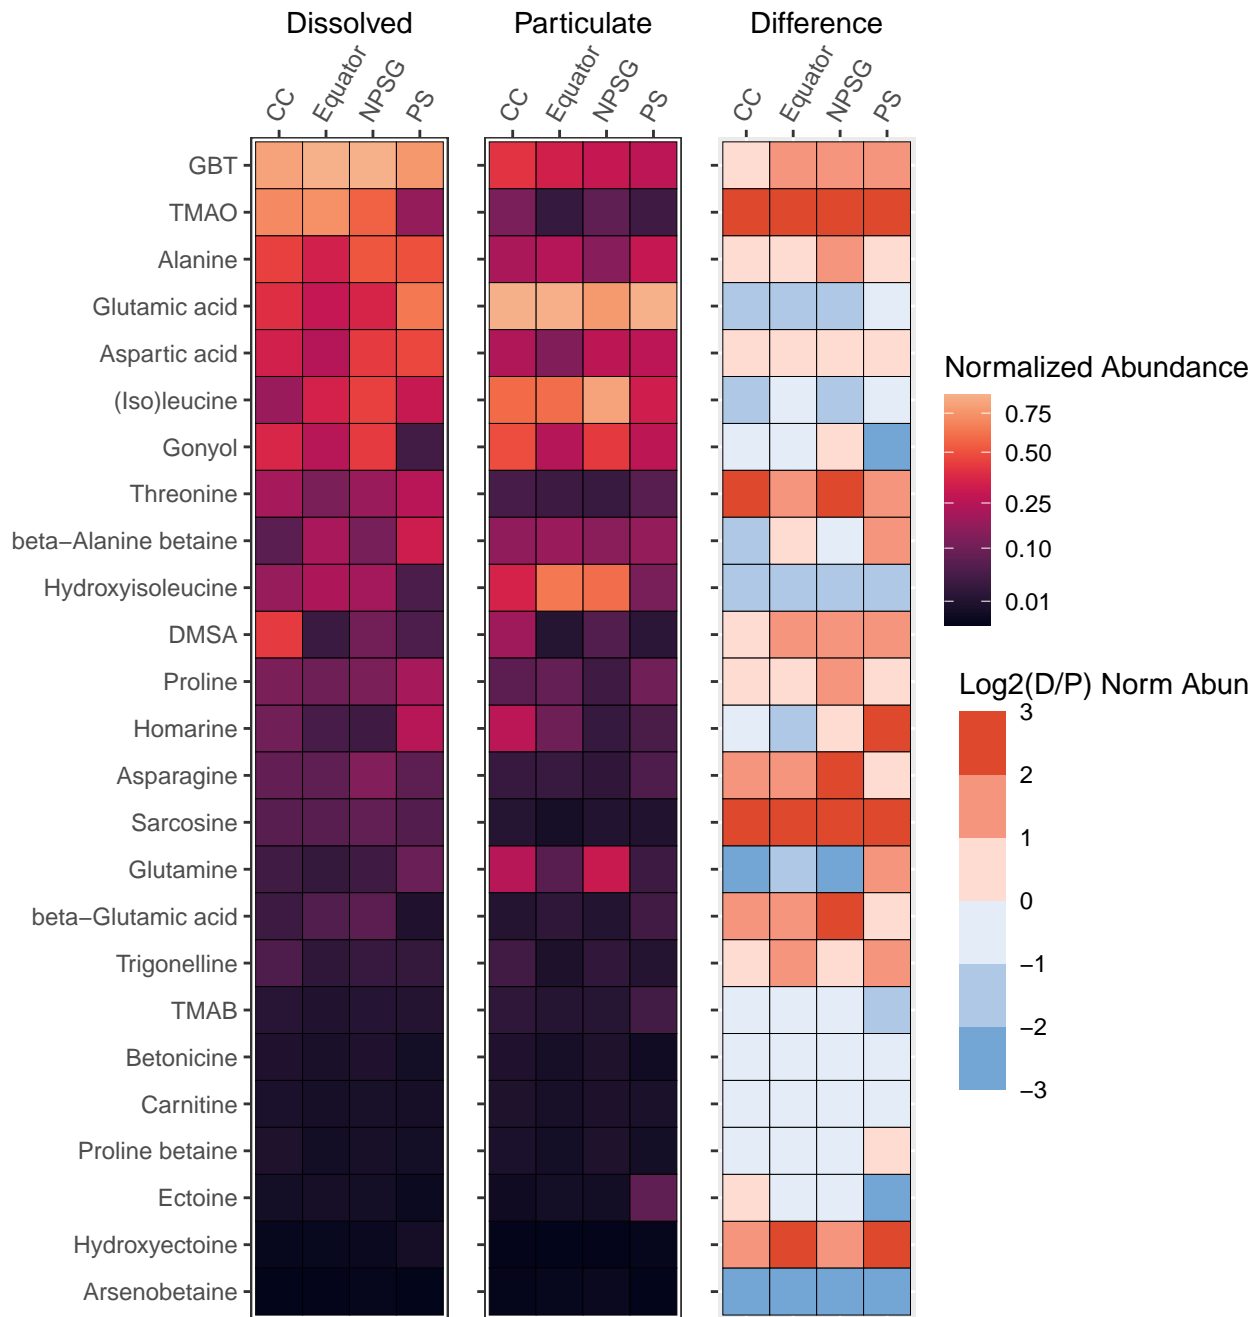 Dissolved Particulate Difference
CC Equator NPSG PS CC Equator NPSG PS CC Equator NPSG PS
GBT
TMAO
Alanine
Glutamic acid
Aspartic acid
(Iso)leucine
Gonyol
Threonine
beta−Alanine betaine
Hydroxyisoleucine
DMSA
Proline
Homarine
Asparagine
Sarcosine
Glutamine
beta−Glutamic acid
Trigonelline
TMAB
Betonicine
Carnitine
Proline betaine
Ectoine
Hydroxyectoine
Arsenobetaine
Normalized Abundance
0.75
0.50
0.25
0.10
0.01
Log2(D/P) Norm Abun
3
2
1
0
−1
−2
−3